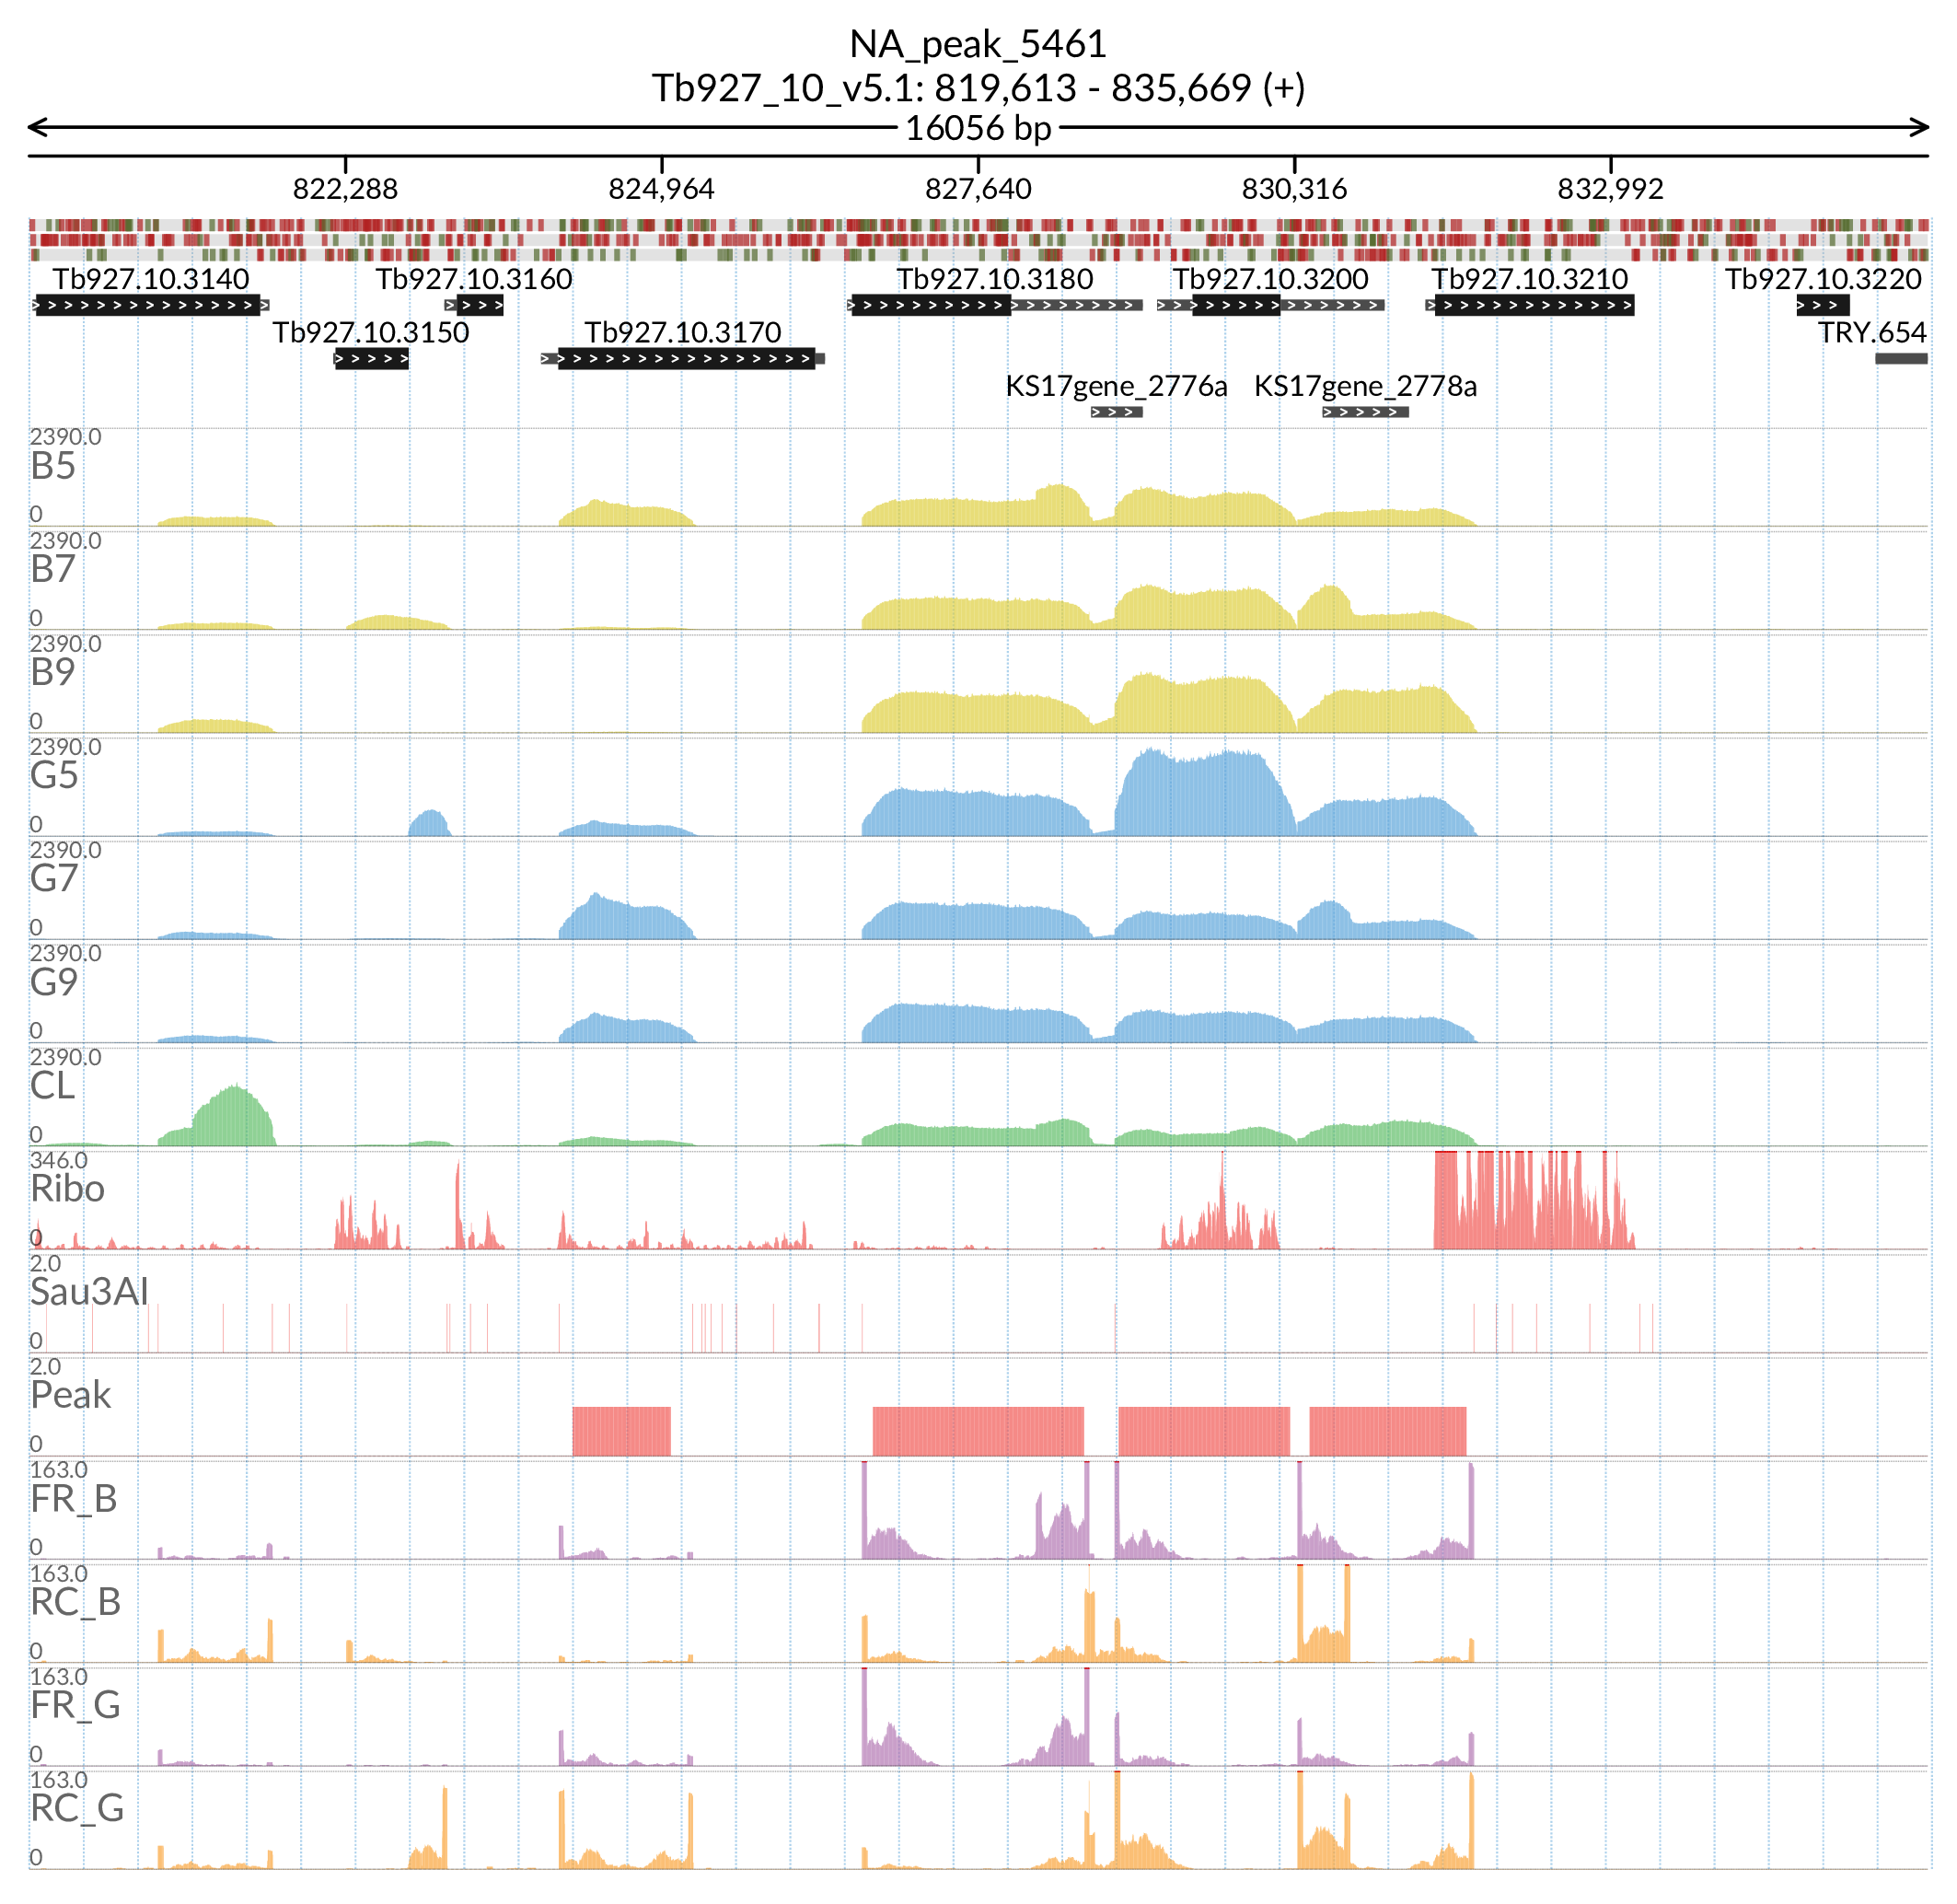 NA_peak_5461
Tb927_10_v5.1: 819,613 - 835,669 (+)
16056 bp
822,288 824,964 827,640 830,316 832,992
Tb927.10.3140 Tb927.10.3160 Tb927.10.3180 Tb927.10.3200 Tb927.10.3210 Tb927.10.3220
Tb927.10.3150 Tb927.10.3170 TRY.654
KS17gene_2776a KS17gene_2778a
2390.0
B5
0
2390.0
B7
0
2390.0
B9
0
2390.0
G5
0
2390.0
G7
0
2390.0
G9
0
2390.0
CL
0
346.0
Ribo
0
2.0
Sau3AI
0
2.0
Peak
0
163.0
FR_B
0
163.0
RC_B
0
163.0
FR_G
0
163.0
RC_G
0